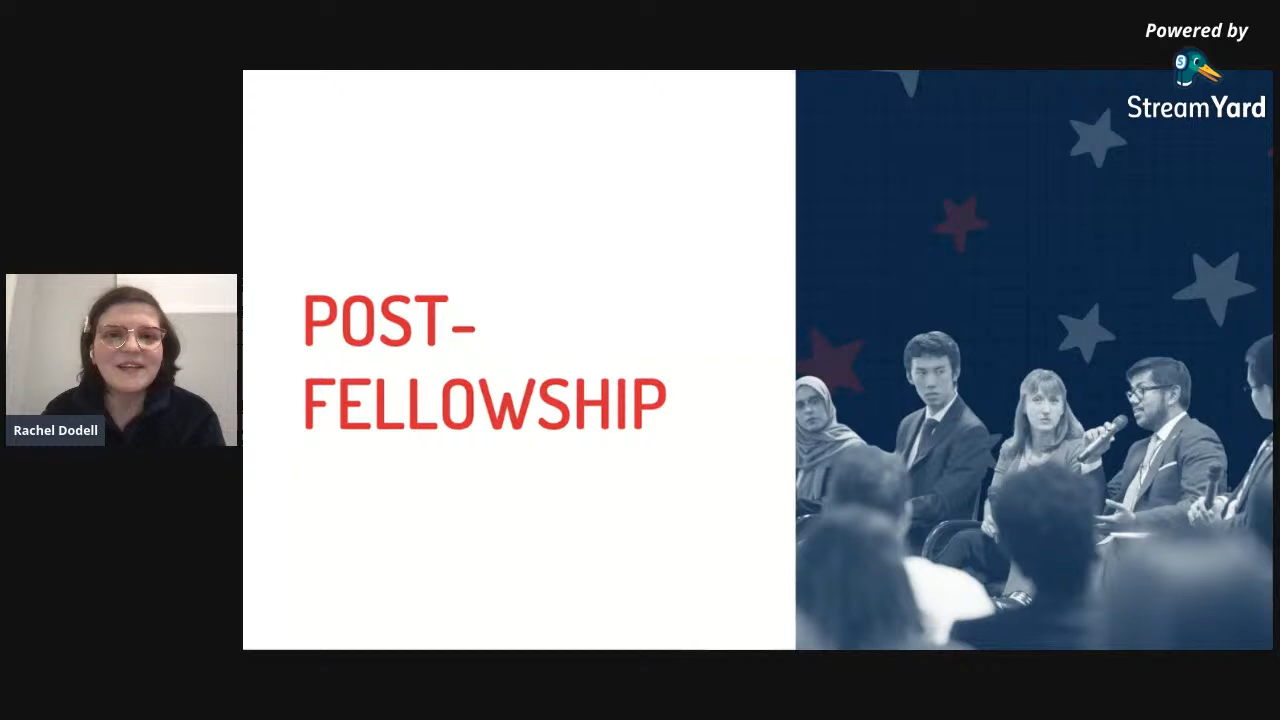 Powered by
StreamYard
POST-
FELLOWSHIP
Rachel Dodell